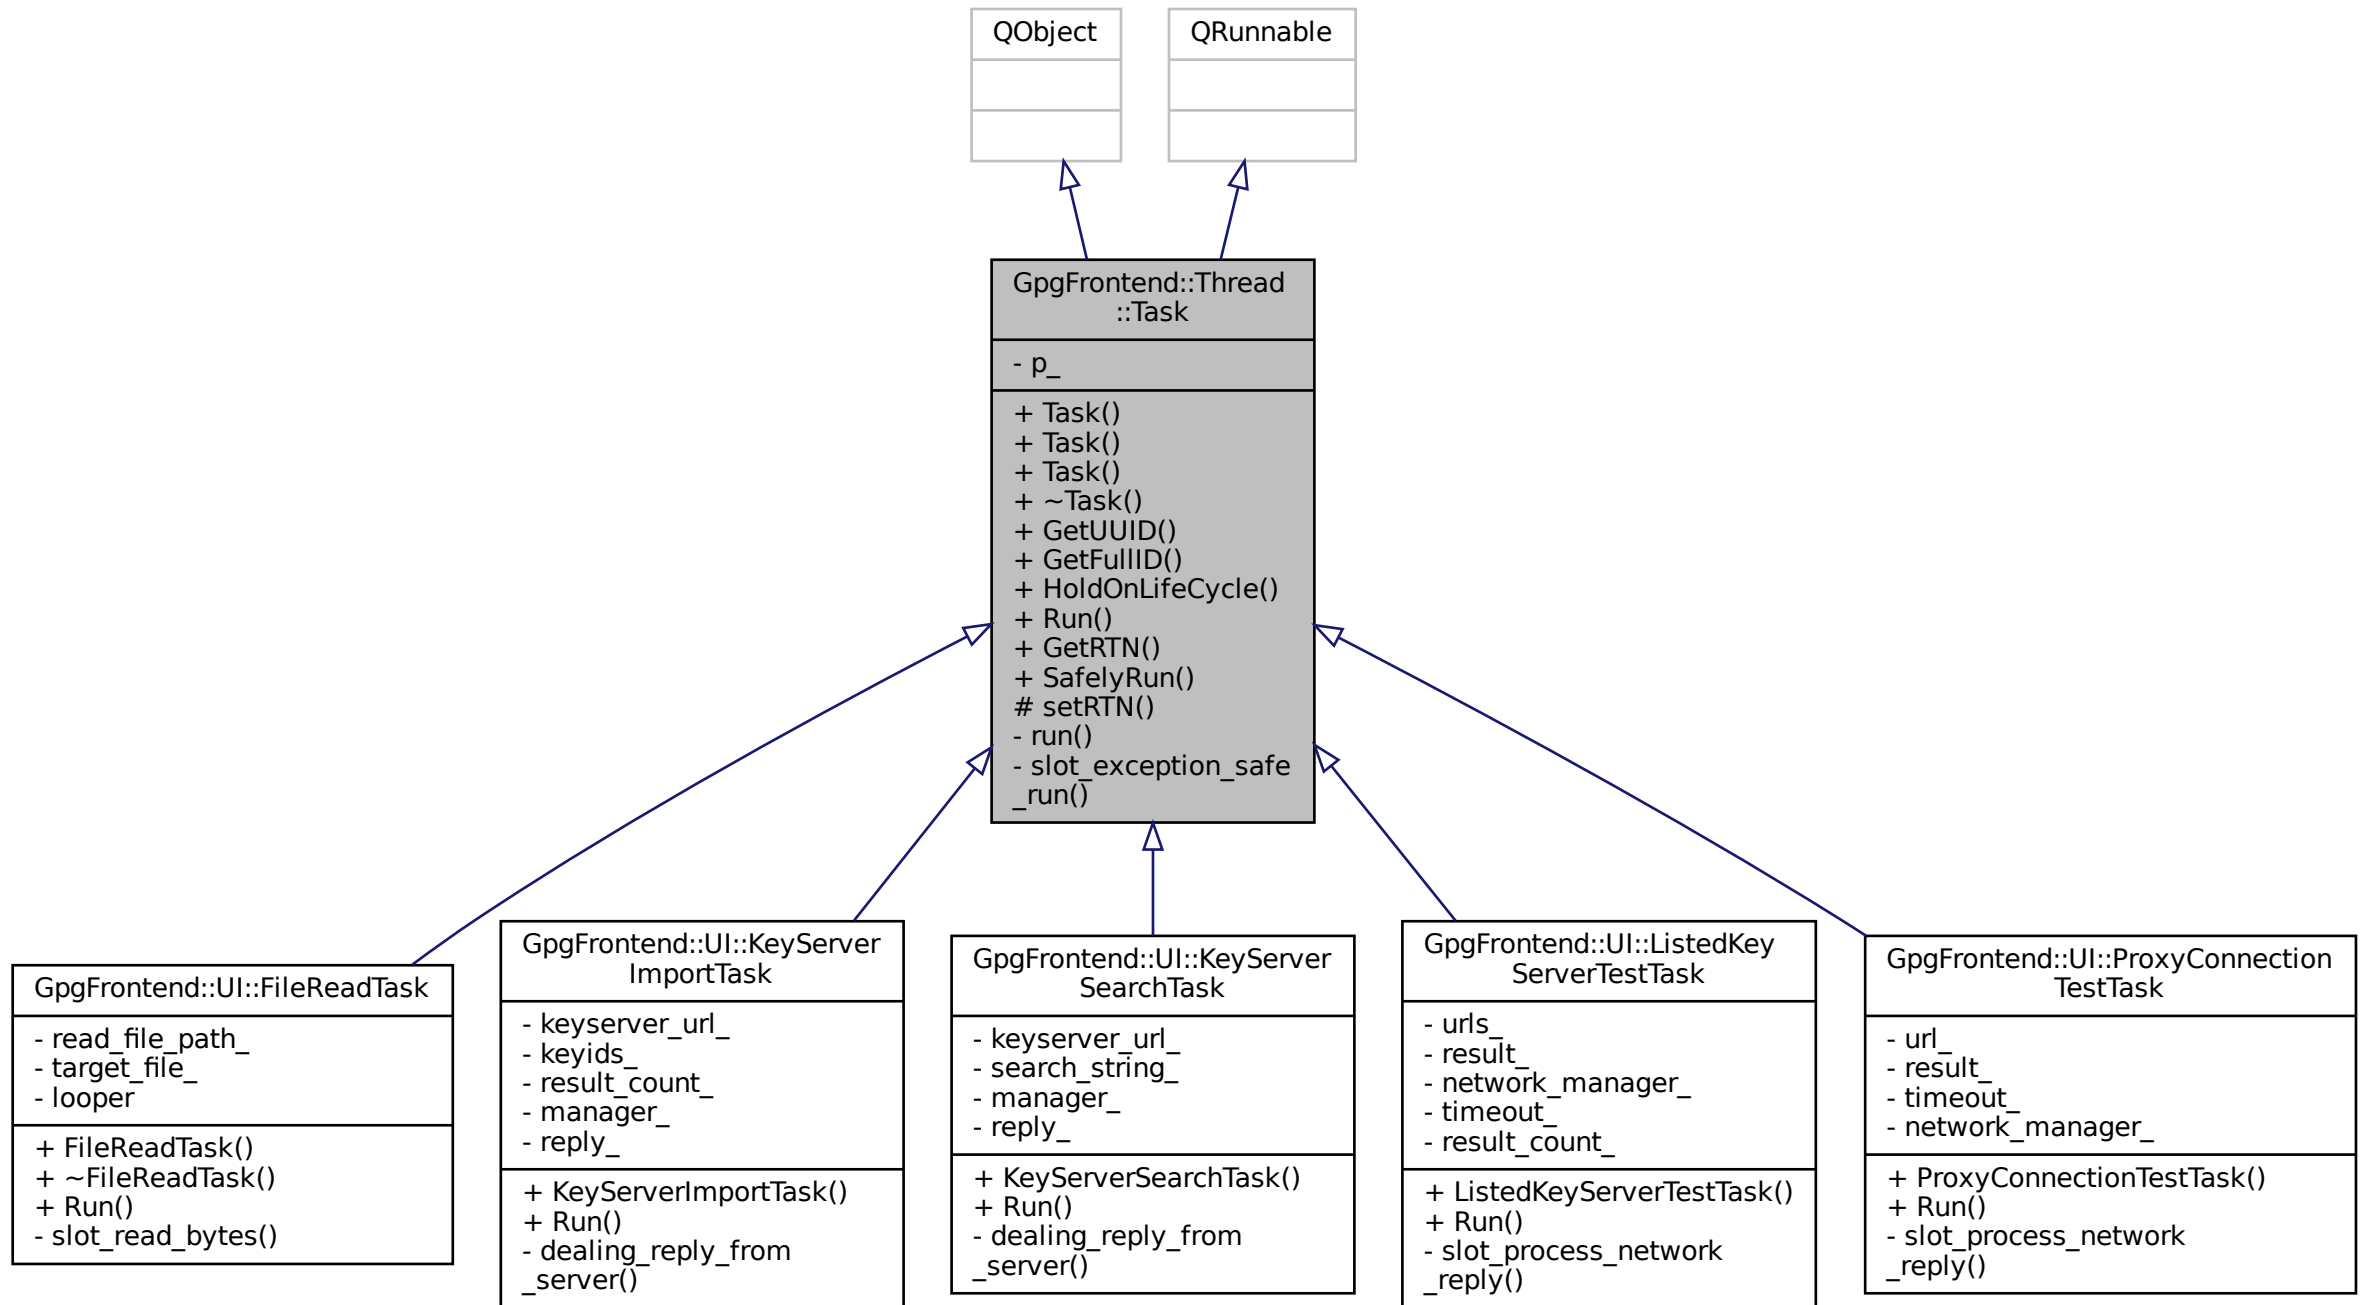 QObject
QRunnable
GpgFrontend::Thread
::Task
- p_
+ Task()
+ Task()
+ Task()
+ ~Task()
+ GetUUID()
+ GetFullID()
+ HoldOnLifeCycle()
+ Run()
+ GetRTN()
+ SafelyRun()
# setRTN()
- run()
- slot_exception_safe
_run()
GpgFrontend::UI::FileReadTask
- read_file_path_
- target_file_
- looper
+ FileReadTask()
+ ~FileReadTask()
+ Run()
- slot_read_bytes()
GpgFrontend::UI::KeyServer
ImportTask
- keyserver_url_
- keyids_
- result_count_
- manager_
- reply_
+ KeyServerImportTask()
+ Run()
- dealing_reply_from
_server()
GpgFrontend::UI::KeyServer
SearchTask
- keyserver_url_
- search_string_
- manager_
- reply_
+ KeyServerSearchTask()
+ Run()
- dealing_reply_from
_server()
GpgFrontend::UI::ListedKey
ServerTestTask
- urls_
- result_
- network_manager_
- timeout_
- result_count_
+ ListedKeyServerTestTask()
+ Run()
- slot_process_network
_reply()
GpgFrontend::UI::ProxyConnection
TestTask
- url_
- result_
- timeout_
- network_manager_
+ ProxyConnectionTestTask()
+ Run()
- slot_process_network
_reply()